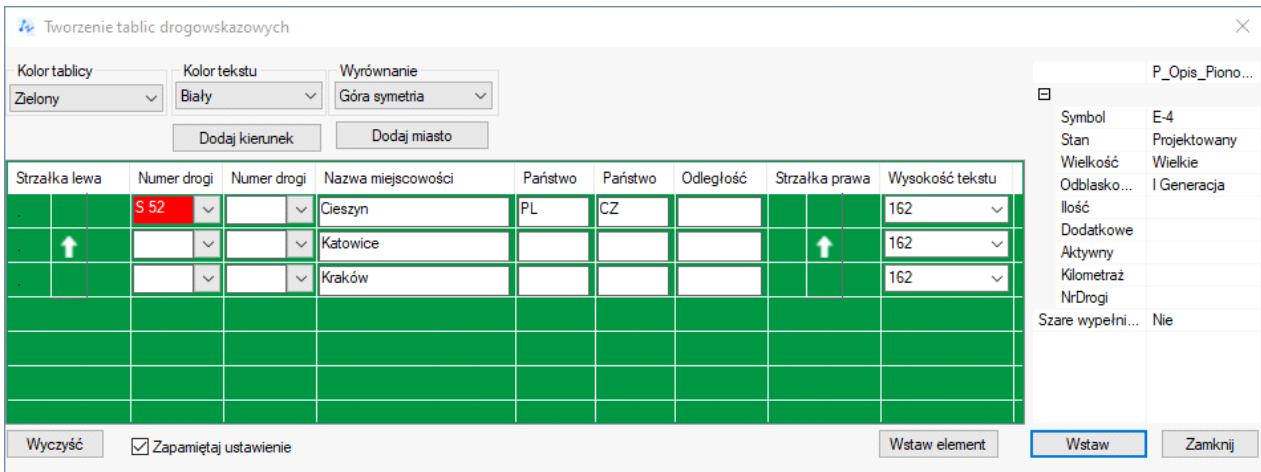 Tworzenie tablic drogowskazowych
Kolor tablicy Kolor tekstu Wyrównanie
Zielony Biały Góra symetria
Dodaj kierunek Dodaj miasto
Strzałka lewa Numer drogi Numer drogi Nazwa miejscowości Państwo Państwo Odległość Strzałka prawa Wysokość tekstu
. S 52 Cieszyn PL CZ 162
. Katowice 162
. Kraków 162
Wyczyść Zapamiętaj ustawienie Wstaw element
P_Opis_Piono...
Symbol E-4
Stan Projektowany
Wielkość Wielkie
Odblasko... I Generacja
Ilość
Dodatkowe
Aktywny
Kilometraż
NrDrogi
Szare wypełni... Nie
Wstaw Zamknij